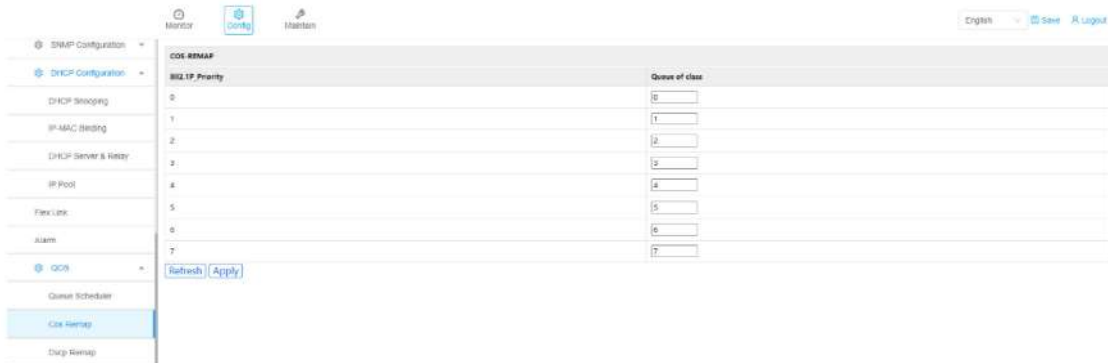 Monitor
Config
Maintain
English
Save
Logout
SNMP Configuration
DHCP Configuration
DHCP Snooping
IP-MAC Binding
DHCP Server & Relay
IP Pool
Flex Link
Alarm
QOS
Queue Scheduler
Cos Remap
Dscp Remap
COS-REMAP
802.1P_Priority Queue of class
0 0
1 1
2 2
3 3
4 4
5 5
6 6
7 7
Refresh Apply